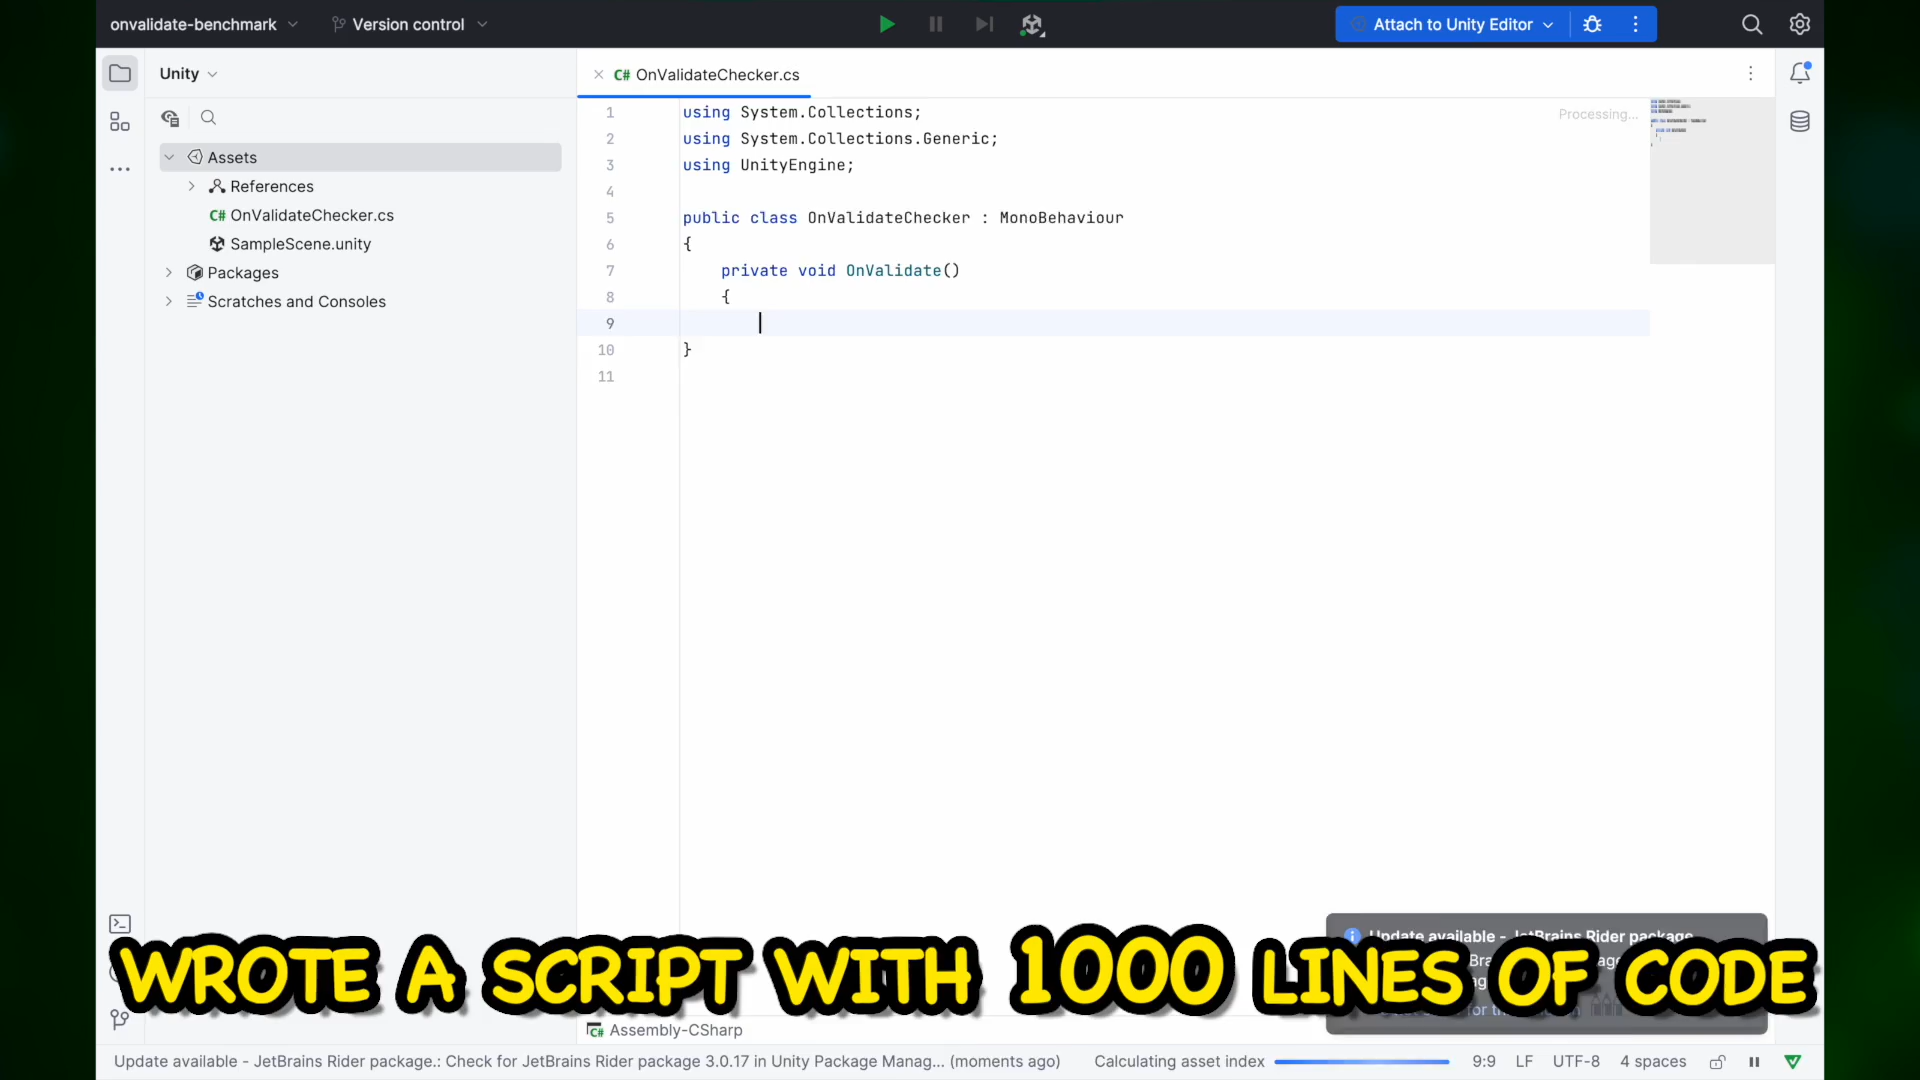 onvalidate-benchmark
Version control
Attach to Unity Editor
Unity
C# OnValidateChecker.cs
Assets
References
C# OnValidateChecker.cs
SampleScene.unity
Packages
Scratches and Consoles
Processing...
1 using System.Collections;
2 using System.Collections.Generic;
3 using UnityEngine;
4
5 public class OnValidateChecker : MonoBehaviour
6 {
7 private void OnValidate()
8 {
9
10 }
11
Update available - JetBrains Rider package
WROTE A SCRIPT WITH 1000 LINES OF CODE
C# Assembly-CSharp
Update available - JetBrains Rider package.: Check for JetBrains Rider package 3.0.17 in Unity Package Manag... (moments ago)
Calculating asset index
9:9 LF UTF-8 4 spaces